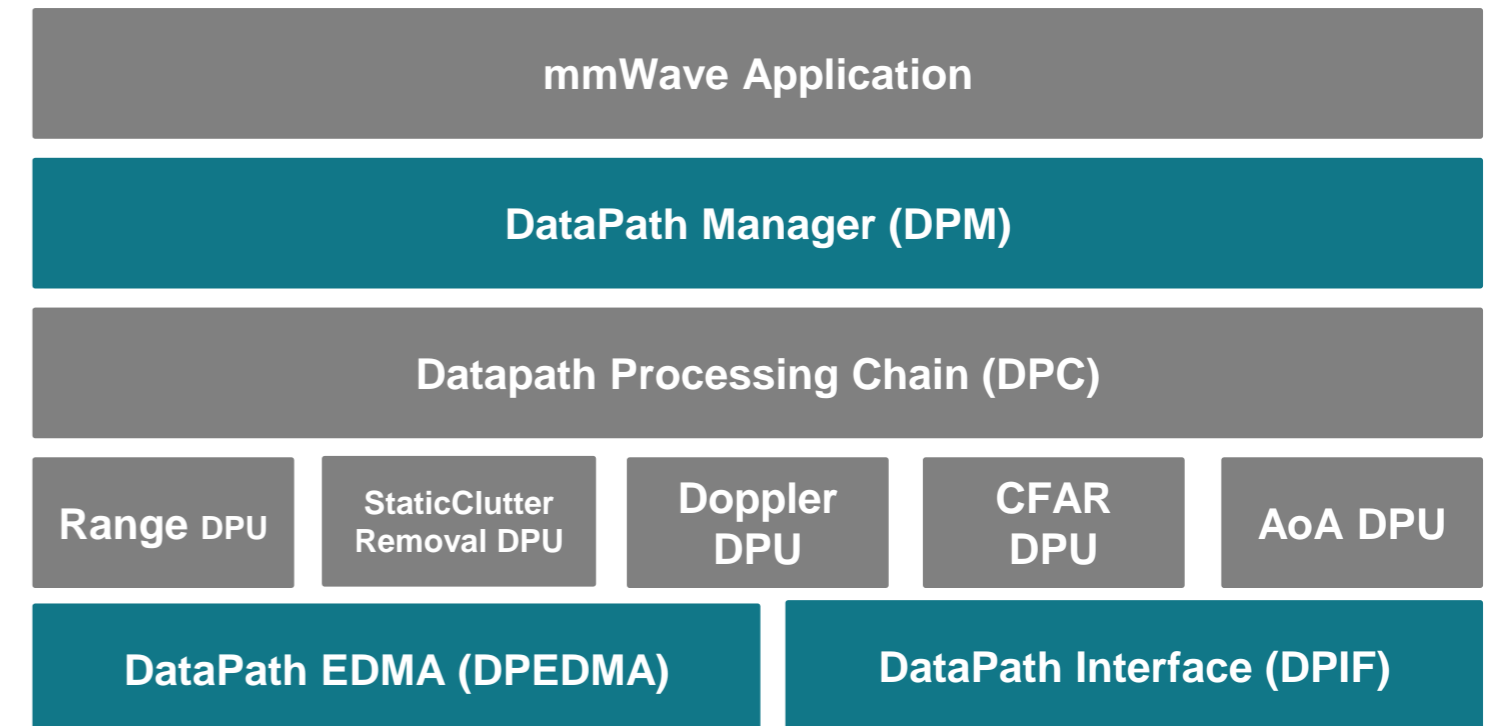 mmWave Application
DataPath Manager (DPM)
Datapath Processing Chain (DPC)
Range DPU
StaticClutter
Removal DPU
Doppler
DPU
CFAR
DPU
AoA DPU
DataPath EDMA (DPEDMA)
DataPath Interface (DPIF)